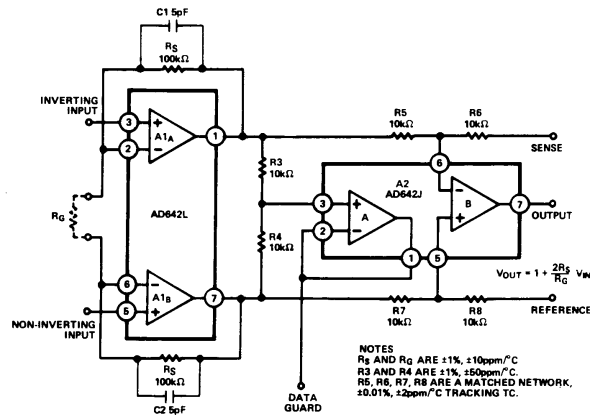 C1 5pF
RS
100kΩ
INVERTING
INPUT
3
+
A1A
1
2
−
AD642L
RG
6
−
A1B
7
5
+
NON-INVERTING
INPUT
RS
100kΩ
C2 5pF
R3
10kΩ
R4
10kΩ
R5
10kΩ
R6
10kΩ
SENSE
6
A2
AD642J
3
+
A
2
−
1
−
B
7
OUTPUT
+
5
VOUT = 1 + 2RS/RG VIN
R7
10kΩ
R8
10kΩ
REFERENCE
DATA
GUARD
NOTES
RS AND RG ARE ±1%, ±10ppm/°C.
R3 AND R4 ARE ±1%, ±50ppm/°C.
R5, R6, R7, R8 ARE A MATCHED NETWORK,
±0.01%, ±2ppm/°C TRACKING TC.